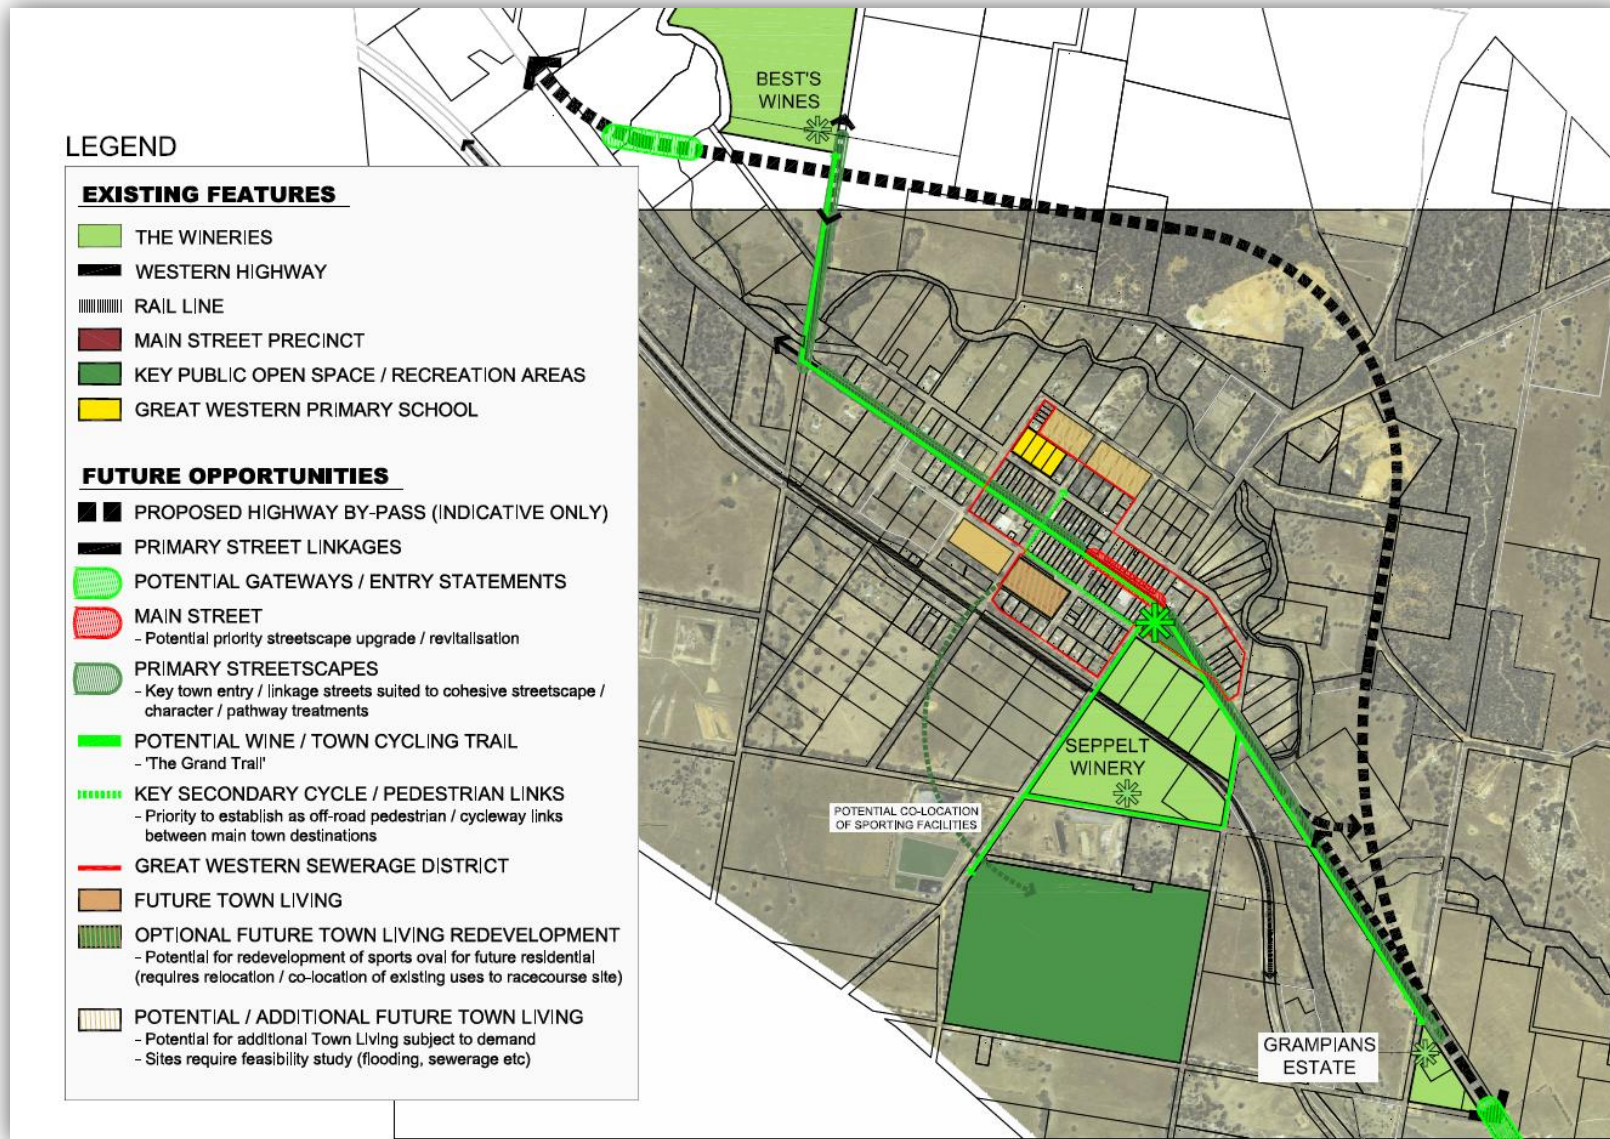 BEST'S
WINES
LEGEND
EXISTING FEATURES
THE WINERIES
WESTERN HIGHWAY
RAIL LINE
MAIN STREET PRECINCT
KEY PUBLIC OPEN SPACE / RECREATION AREAS
GREAT WESTERN PRIMARY SCHOOL
FUTURE OPPORTUNITIES
PROPOSED HIGHWAY BY-PASS (INDICATIVE ONLY)
PRIMARY STREET LINKAGES
POTENTIAL GATEWAYS / ENTRY STATEMENTS
MAIN STREET
- Potential priority streetscape upgrade / revitalisation
PRIMARY STREETSCAPES
- Key town entry / linkage streets suited to cohesive streetscape /
character / pathway treatments
POTENTIAL WINE / TOWN CYCLING TRAIL
- 'The Grand Trail'
KEY SECONDARY CYCLE / PEDESTRIAN LINKS
- Priority to establish as off-road pedestrian / cycleway links
between main town destinations
GREAT WESTERN SEWERAGE DISTRICT
FUTURE TOWN LIVING
OPTIONAL FUTURE TOWN LIVING REDEVELOPMENT
- Potential for redevelopment of sports oval for future residential
(requires relocation / co-location of existing uses to racecourse site)
POTENTIAL / ADDITIONAL FUTURE TOWN LIVING
- Potential for additional Town Living subject to demand
- Sites require feasibility study (flooding, sewerage etc)
SEPPELT
WINERY
POTENTIAL CO-LOCATION
OF SPORTING FACILITIES
GRAMPIANS
ESTATE